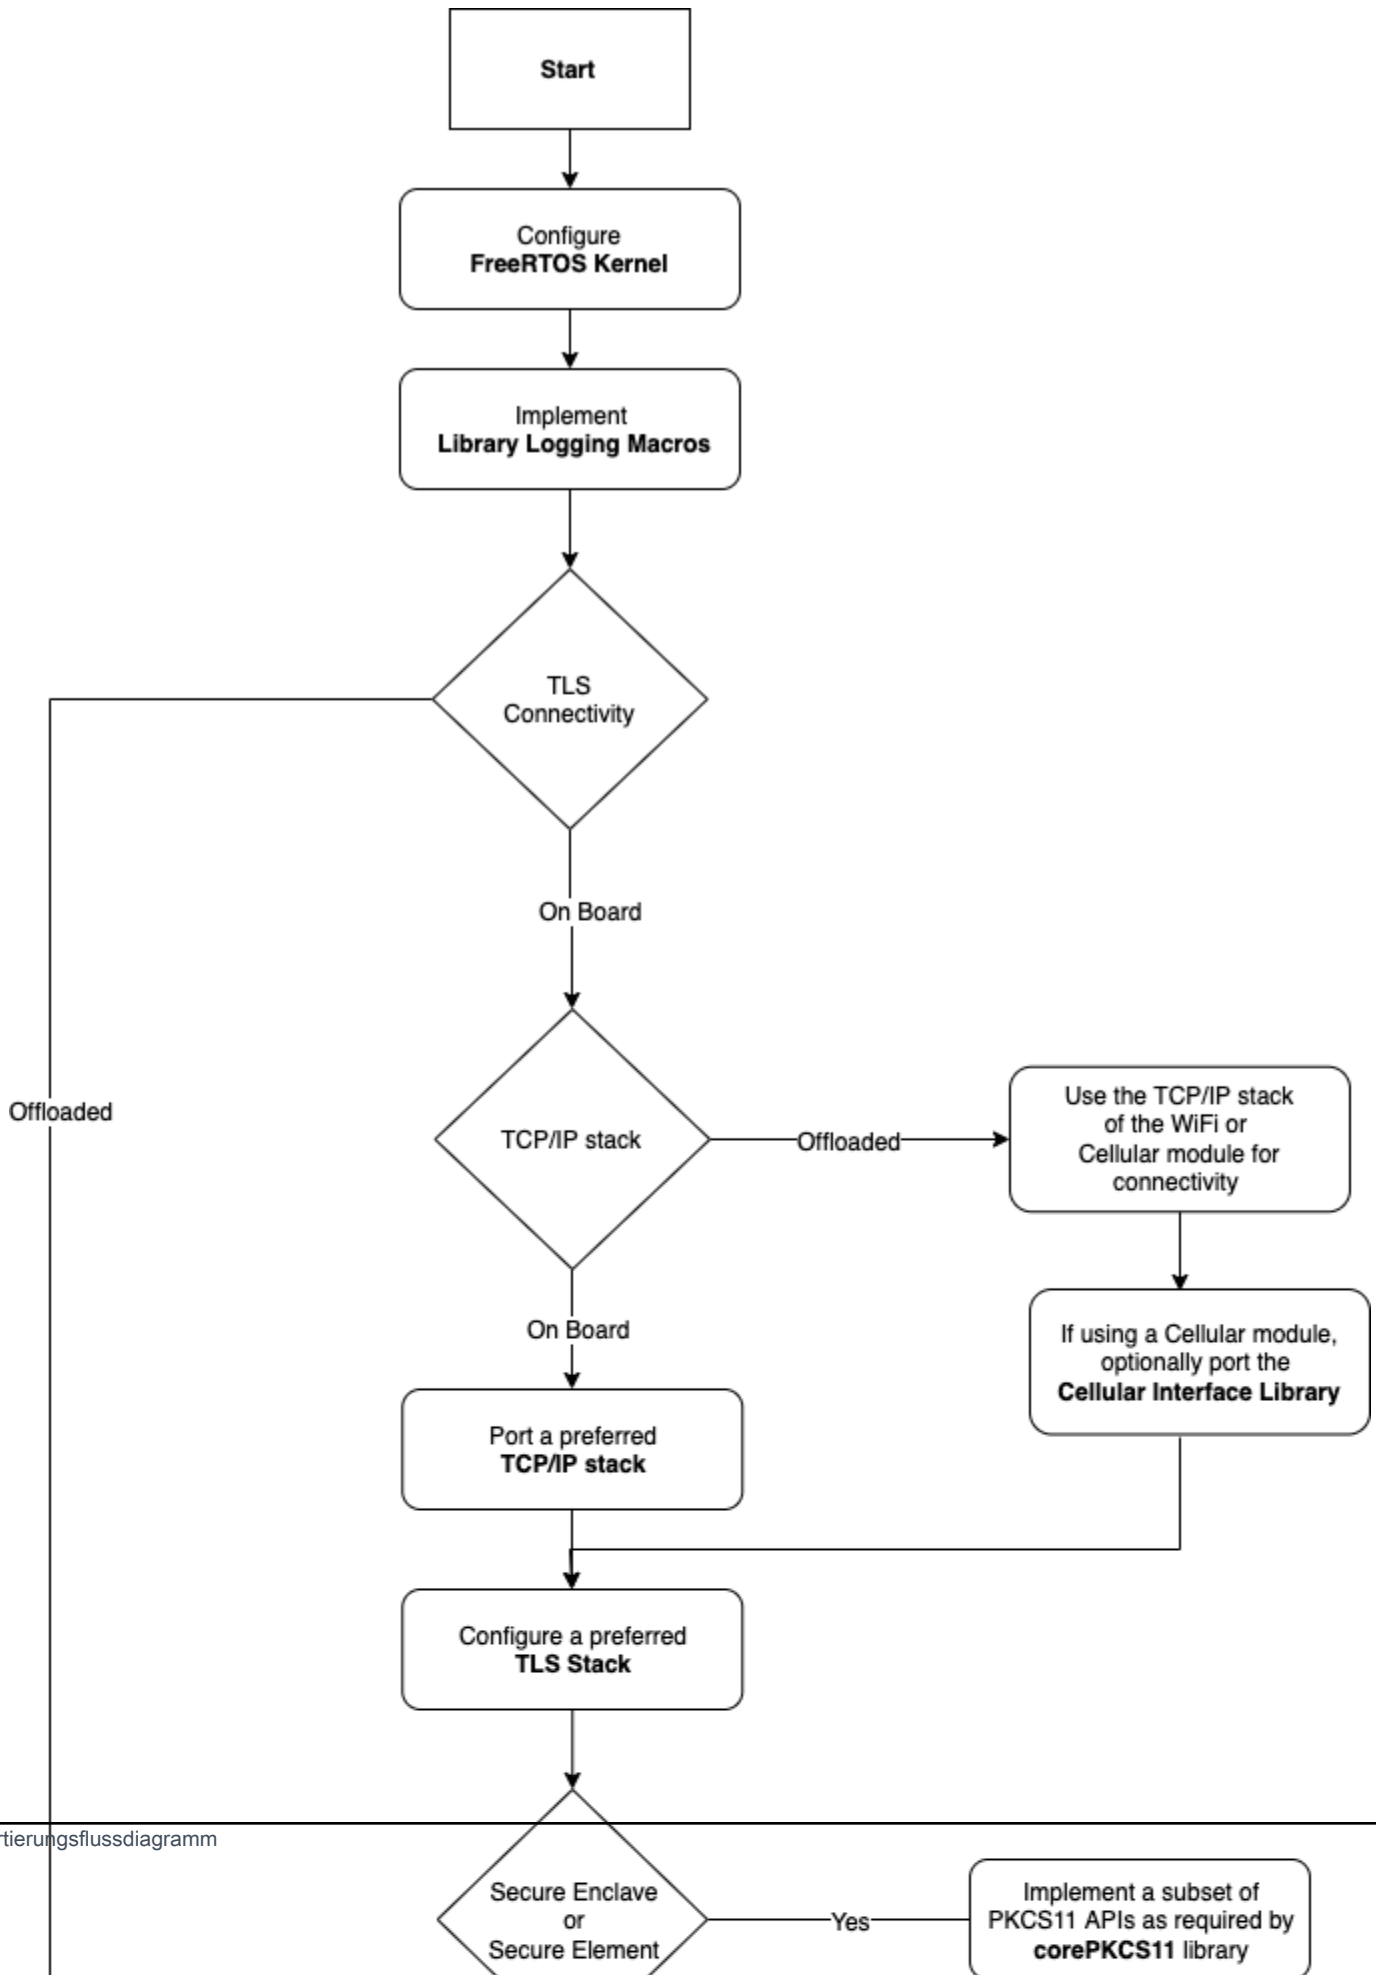 Start
Configure
FreeRTOS Kernel
Implement
Library Logging Macros
TLS
Connectivity
On Board
Offloaded
TCP/IP stack
Offloaded
Use the TCP/IP stack
of the WiFi or
Cellular module for
connectivity
If using a Cellular module,
optionally port the
Cellular Interface Library
On Board
Port a preferred
TCP/IP stack
Configure a preferred
TLS Stack
rtierungsflussdiagramm
Secure Enclave
or
Secure Element
Yes
Implement a subset of
PKCS11 APIs as required by
corePKCS11 library